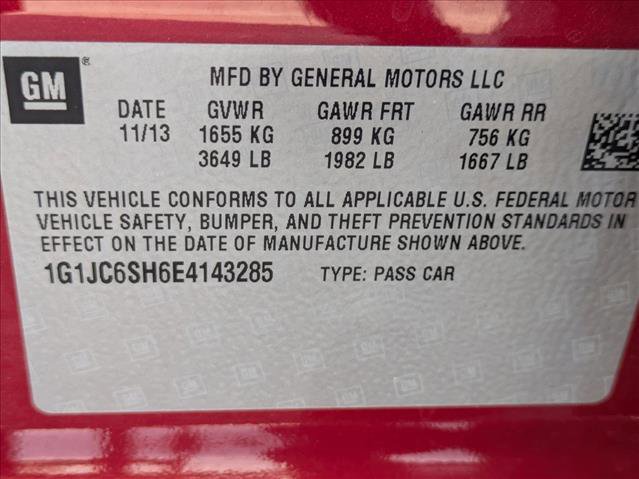 GM®
MFD BY GENERAL MOTORS LLC
DATE GVWR GAWR FRT GAWR RR
11/13 1655 KG 899 KG 756 KG
3649 LB 1982 LB 1667 LB
THIS VEHICLE CONFORMS TO ALL APPLICABLE U.S. FEDERAL MOTOR
VEHICLE SAFETY, BUMPER, AND THEFT PREVENTION STANDARDS IN
EFFECT ON THE DATE OF MANUFACTURE SHOWN ABOVE.
1G1JC6SH6E4143285 TYPE: PASS CAR